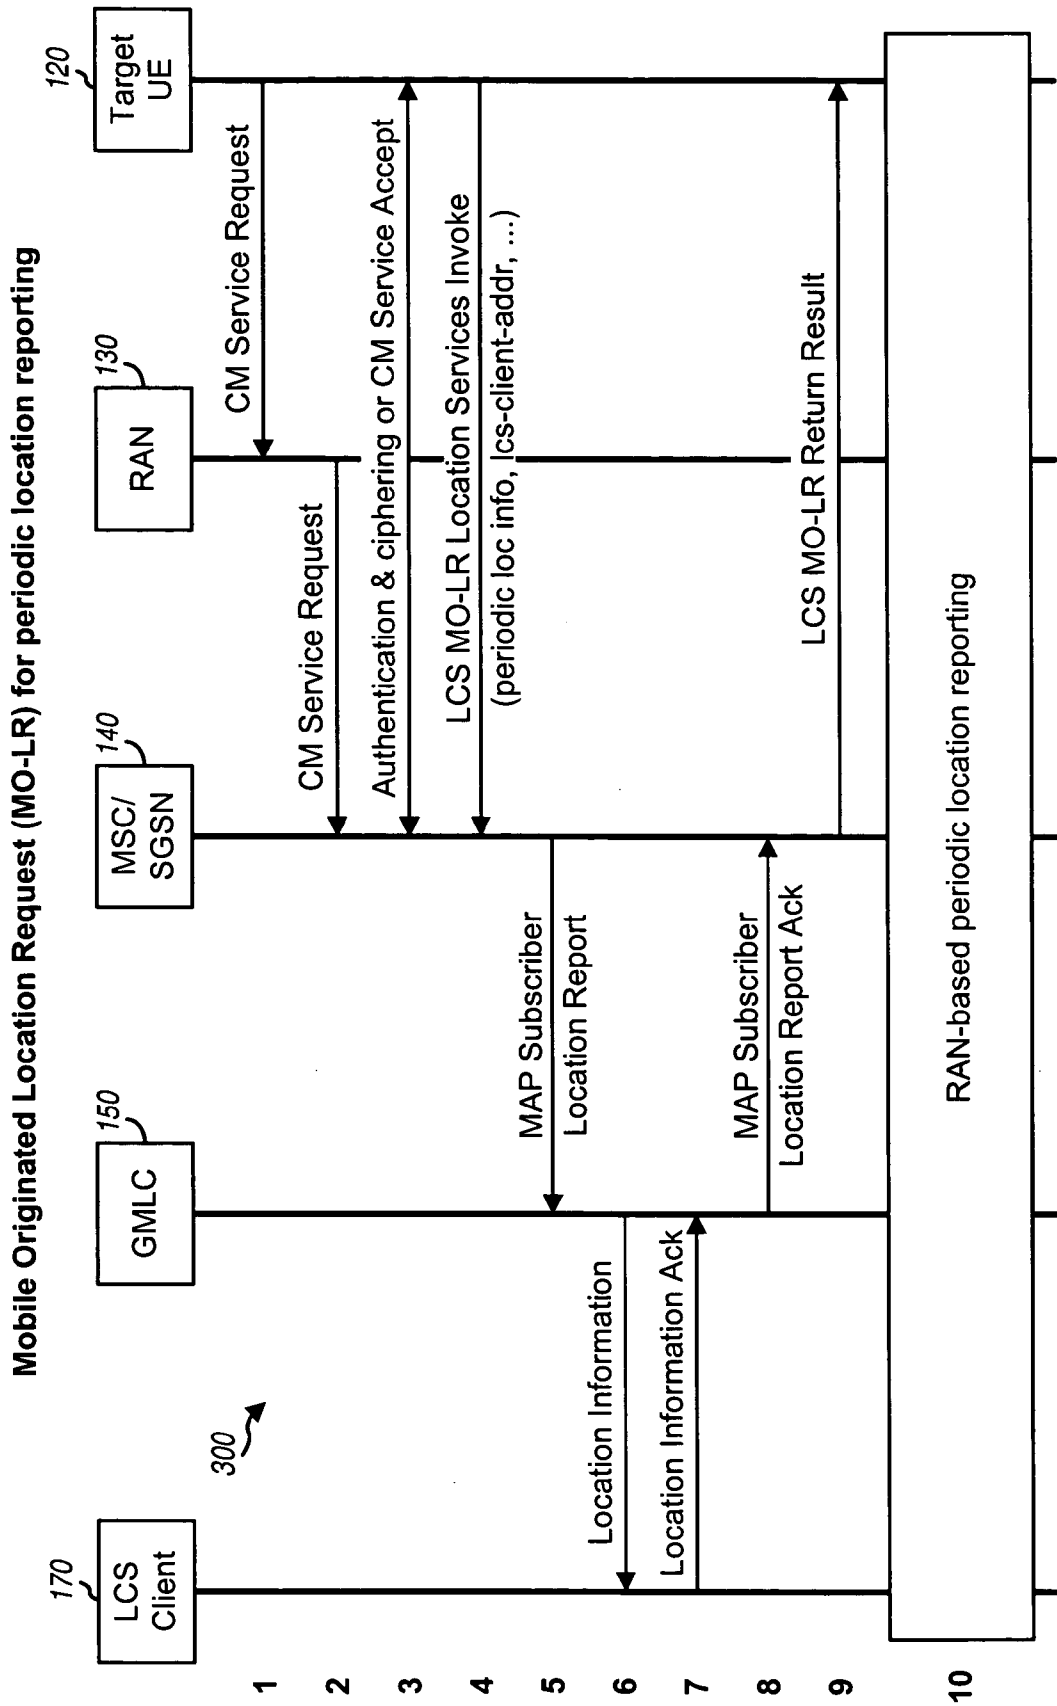 Mobile Originated Location Request (MO-LR) for periodic location reporting
170
LCS
Client
150
GMLC
140
MSC/
SGSN
130
RAN
120
Target
UE
300
1
CM Service Request
2
CM Service Request
3
Authentication & ciphering or CM Service Accept
4
LCS MO-LR Location Services Invoke
(periodic loc info, lcs-client-addr, ...)
5
MAP Subscriber
Location Report
6
Location Information
7
Location Information Ack
8
MAP Subscriber
Location Report Ack
9
LCS MO-LR Return Result
10
RAN-based periodic location reporting